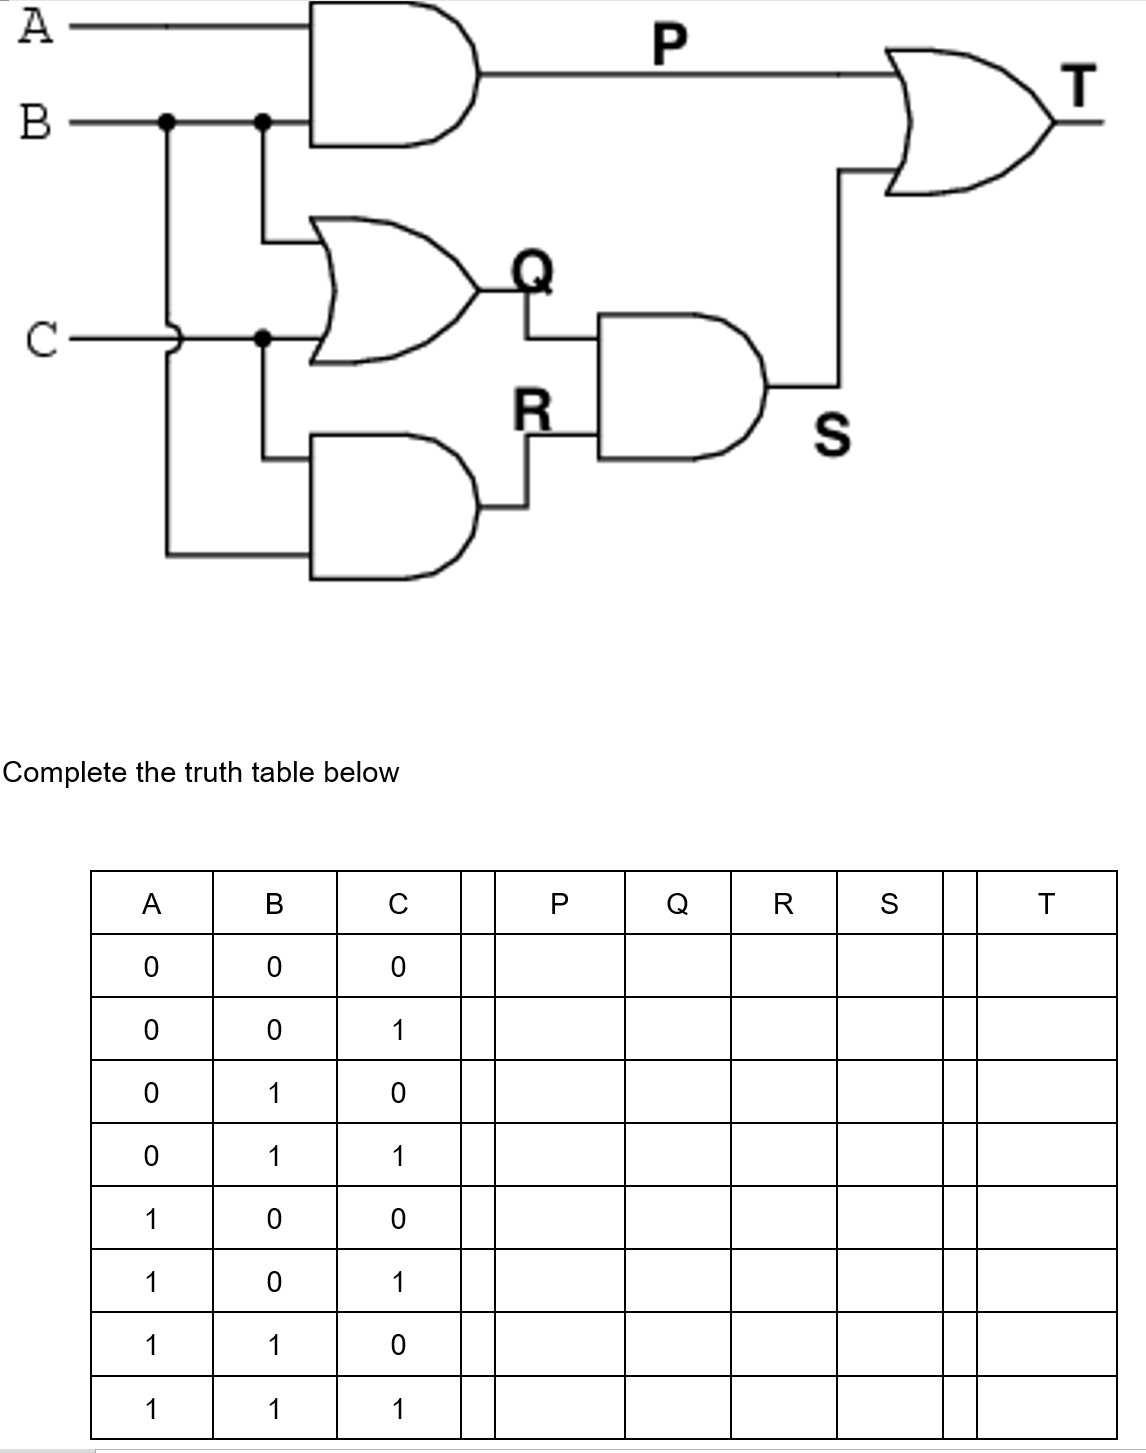 A
P
T
B
Q
C
R
S
Complete the truth table below
A B C P Q R S T
0 0 0
0 0 1
0 1 0
0 1 1
1 0 0
1 0 1
1 1 0
1 1 1